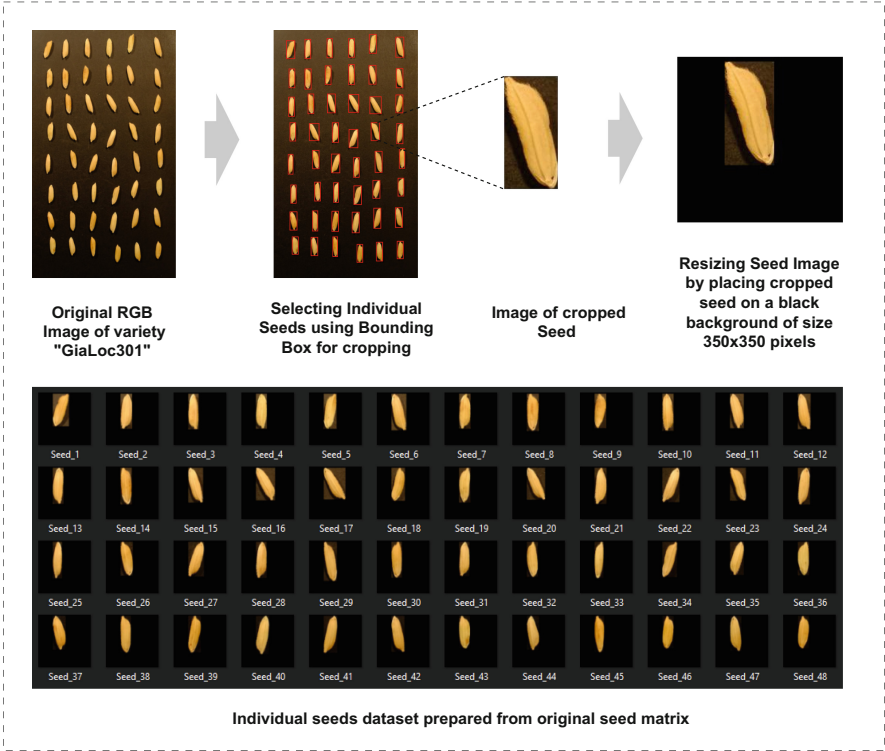 Original RGB
Image of variety
"GiaLoc301"
Selecting Individual
Seeds using Bounding
Box for cropping
Image of cropped
Seed
Resizing Seed Image
by placing cropped
seed on a black
background of size
350x350 pixels
Seed_1 Seed_2 Seed_3 Seed_4 Seed_5 Seed_6 Seed_7 Seed_8 Seed_9 Seed_10 Seed_11 Seed_12
Seed_13 Seed_14 Seed_15 Seed_16 Seed_17 Seed_18 Seed_19 Seed_20 Seed_21 Seed_22 Seed_23 Seed_24
Seed_25 Seed_26 Seed_27 Seed_28 Seed_29 Seed_30 Seed_31 Seed_32 Seed_33 Seed_34 Seed_35 Seed_36
Seed_37 Seed_38 Seed_39 Seed_40 Seed_41 Seed_42 Seed_43 Seed_44 Seed_45 Seed_46 Seed_47 Seed_48
Individual seeds dataset prepared from original seed matrix